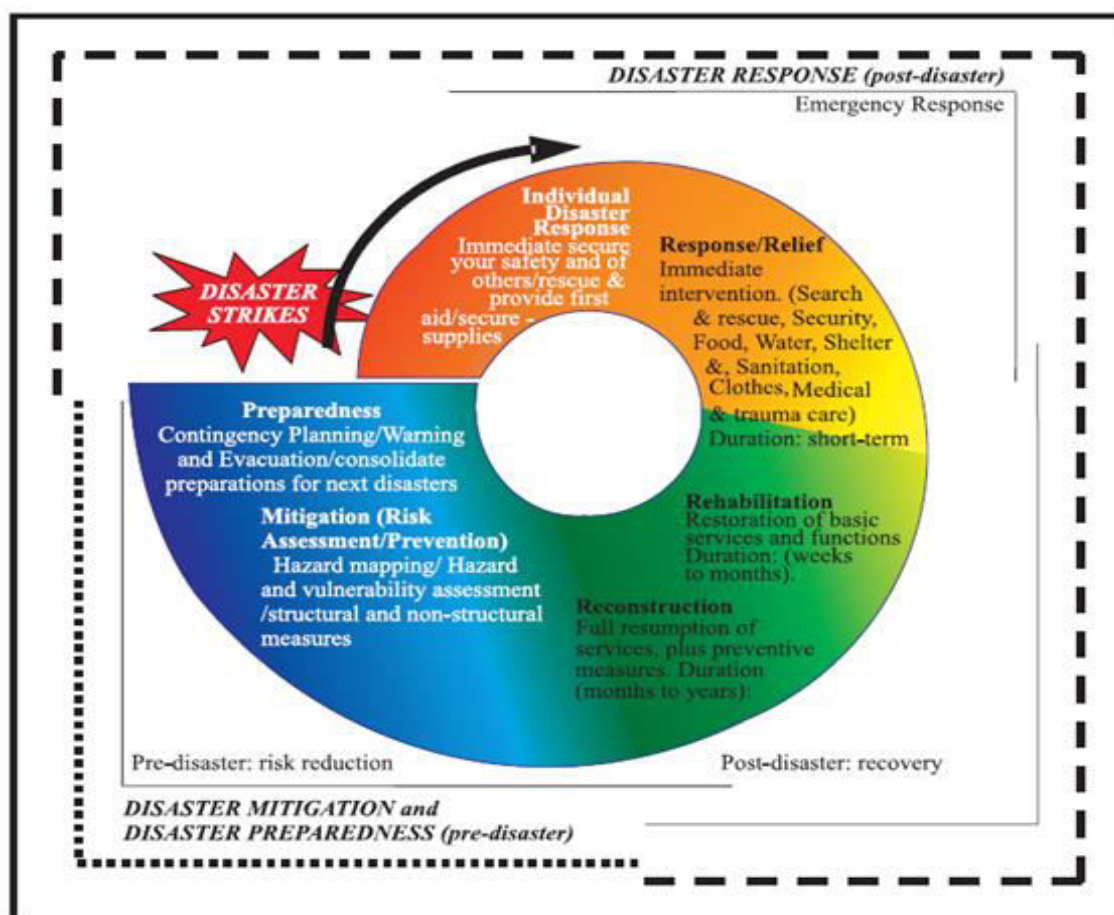 DISASTER RESPONSE (post-disaster)
Emergency Response
DISASTER
STRIKES
Individual
Disaster
Response
Immediate secure
your safety and of
others/rescue &
provide first
aid/secure -
supplies
Response/Relief
Immediate
intervention. (Search
& rescue, Security,
Food, Water, Shelter
&, Sanitation,
Clothes, Medical
& trauma care)
Duration: short-term
Rehabilitation
Restoration of basic
services and functions
Duration: (weeks
to months).
Reconstruction
Full resumption of
services, plus preventive
measures. Duration
(months to years):
Preparedness
Contingency Planning/Warning
and Evacuation/consolidate
preparations for next disasters
Mitigation (Risk
Assessment/Prevention)
Hazard mapping/ Hazard
and vulnerability assessment
/structural and non-structural
measures
Pre-disaster: risk reduction
Post-disaster: recovery
DISASTER MITIGATION and
DISASTER PREPAREDNESS (pre-disaster)